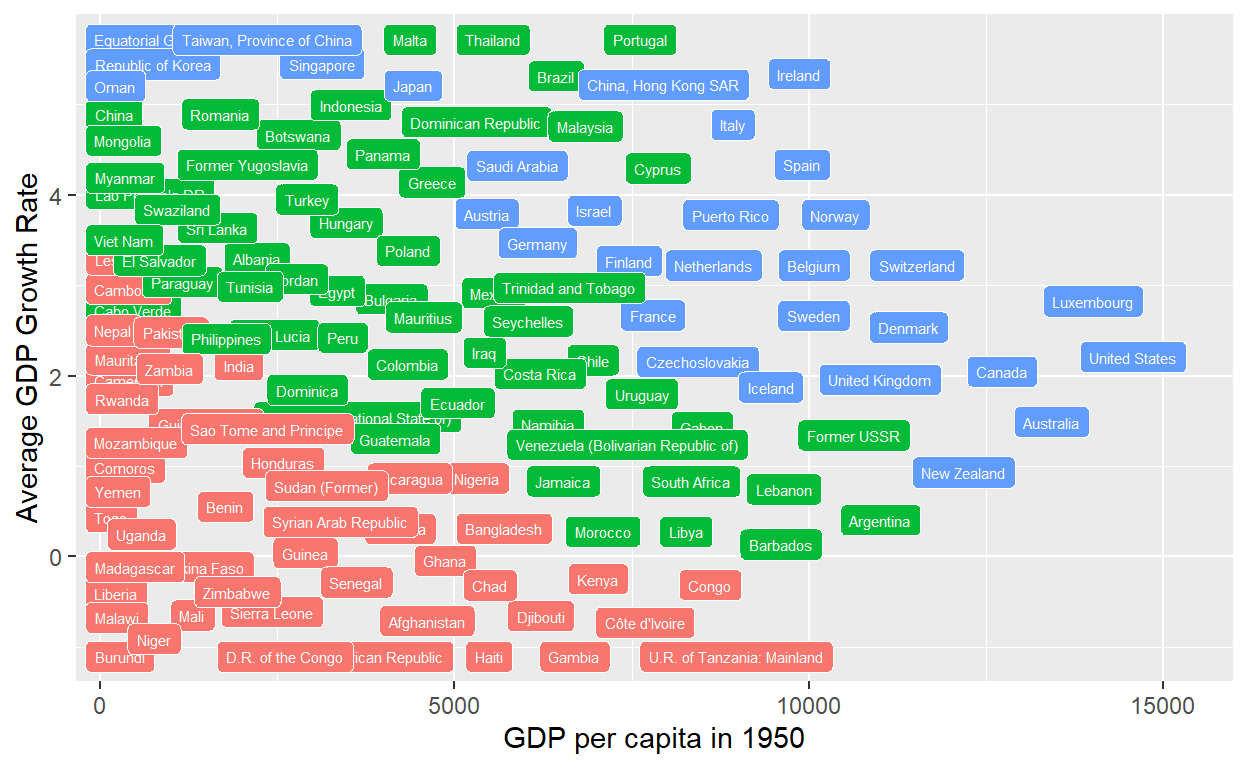 Equatorial G
Taiwan, Province of China
Malta
Thailand
Portugal
Republic of Korea
Singapore
Brazil
Ireland
Oman
Japan
China, Hong Kong SAR
China
Romania
Indonesia
Dominican Republic
Malaysia
Italy
Mongolia
Botswana
Panama
Former Yugoslavia
Saudi Arabia
Cyprus
Spain
Myanmar
Greece
Lao
DR
Turkey
Swaziland
Austria
Israel
Puerto Rico
Norway
Sri Lanka
Hungary
Viet Nam
Poland
Germany
Les
El Salvador
Albania
Finland
Netherlands
Belgium
Switzerland
Cambo
Paraguay
Tunisia
ordan
Egypt
Bulgaria
Mex
Trinidad and Tobago
Luxembourg
Cabo Verde
Mauritius
Seychelles
France
Sweden
Denmark
Nepal
Pakist
Philippines
Lucia
Peru
Iraq
Chile
Czechoslovakia
United States
Maurita
Zambia
India
Colombia
Costa Rica
Canada
Rwanda
Dominica
Ecuador
Uruguay
Iceland
United Kingdom
Gui
Sao Tome and Principe
national State of)
Guatemala
Namibia
Gabon
Venezuela (Bolivarian Republic of)
Former USSR
Australia
Mozambique
Comoros
Honduras
Sudan (Former)
caragua
Nigeria
Jamaica
South Africa
Lebanon
New Zealand
Yemen
Benin
Togo
Uganda
Syrian Arab Republic
a
Bangladesh
Morocco
Libya
Argentina
Barbados
Madagascar
kina Faso
Guinea
Ghana
Liberia
Zimbabwe
Senegal
Chad
Kenya
Congo
Malawi
Mali
Sierra Leone
Afghanistan
Djibouti
Côte d'Ivoire
Niger
Burundi
D.R. of the Congo
rican Republic
Haiti
Gambia
U.R. of Tanzania: Mainland
4
2
0
Average GDP Growth Rate
0
5000
10000
15000
GDP per capita in 1950